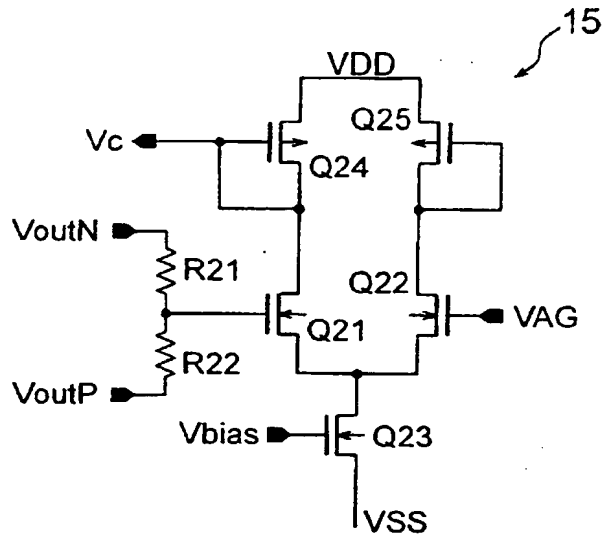 15
VDD
Q25
Vc
Q24
VoutN
R21
Q22
Q21
VAG
R22
VoutP
Vbias
Q23
VSS